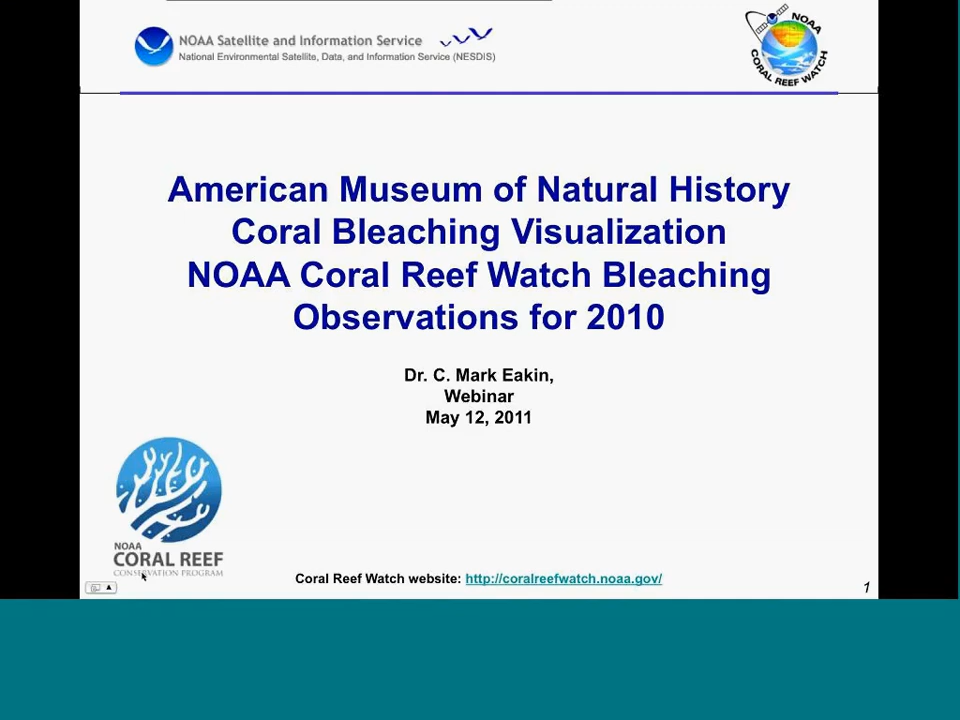 NOAA Satellite and Information Service
National Environmental Satellite, Data, and Information Service (NESDIS)
NOAA
CORAL REEF WATCH
American Museum of Natural History
Coral Bleaching Visualization
NOAA Coral Reef Watch Bleaching
Observations for 2010
Dr. C. Mark Eakin,
Webinar
May 12, 2011
NOAA
CORAL REEF
CONSERVATION PROGRAM
Coral Reef Watch website: http://coralreefwatch.noaa.gov/
1